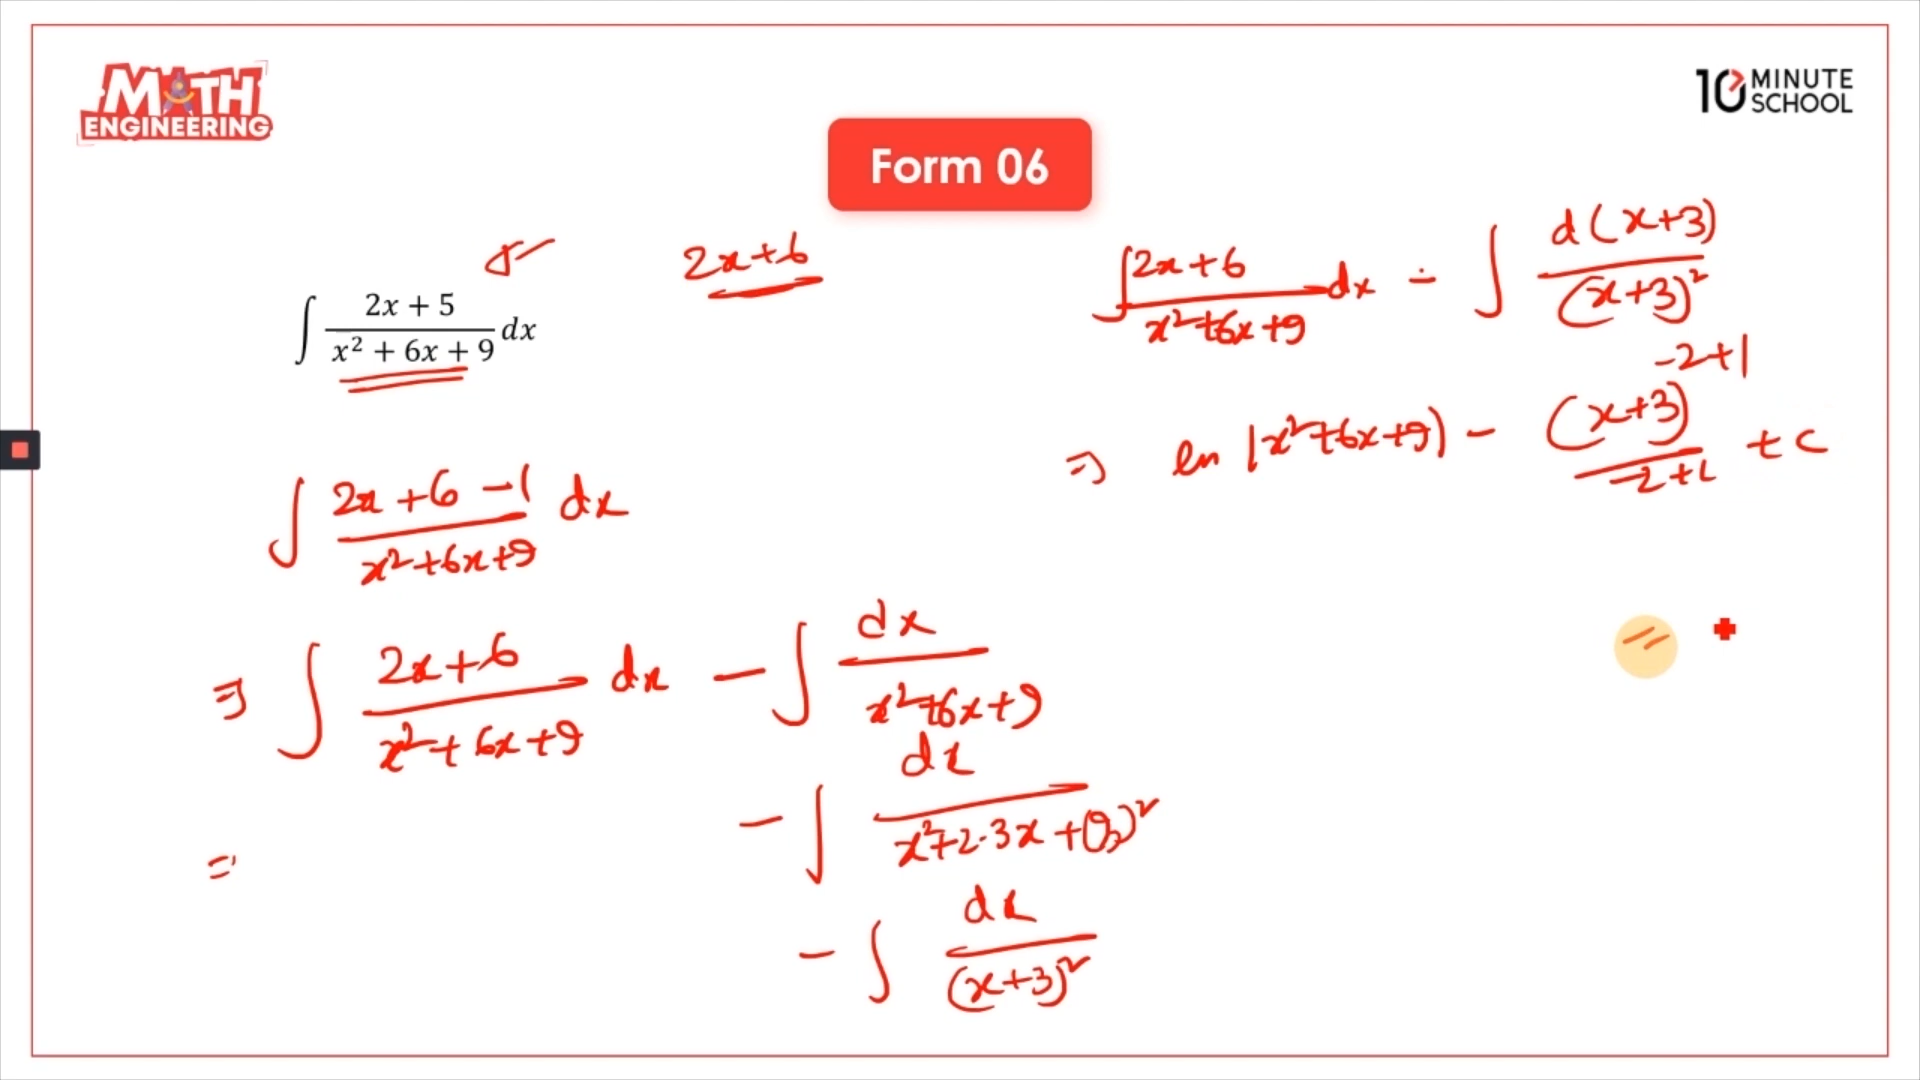 MATH
ENGINEERING
10 MINUTE
SCHOOL
Form 06
∫ (2x + 5)/(x² + 6x + 9) dx
2x+6
∫ (2x+6-1)/(x²+6x+9) dx
⇒ ∫ (2x+6)/(x²+6x+9) dx - ∫ dx/(x²+6x+9)
- ∫ dx/(x²+2·3x+(3)²)
=
- ∫ dx/(x+3)²
∫ (2x+6)/(x²+6x+9) dx - ∫ d(x+3)/(x+3)²
⇒ ln |x²+6x+9| - (x+3)^(-2+1)/(-2+1) + c